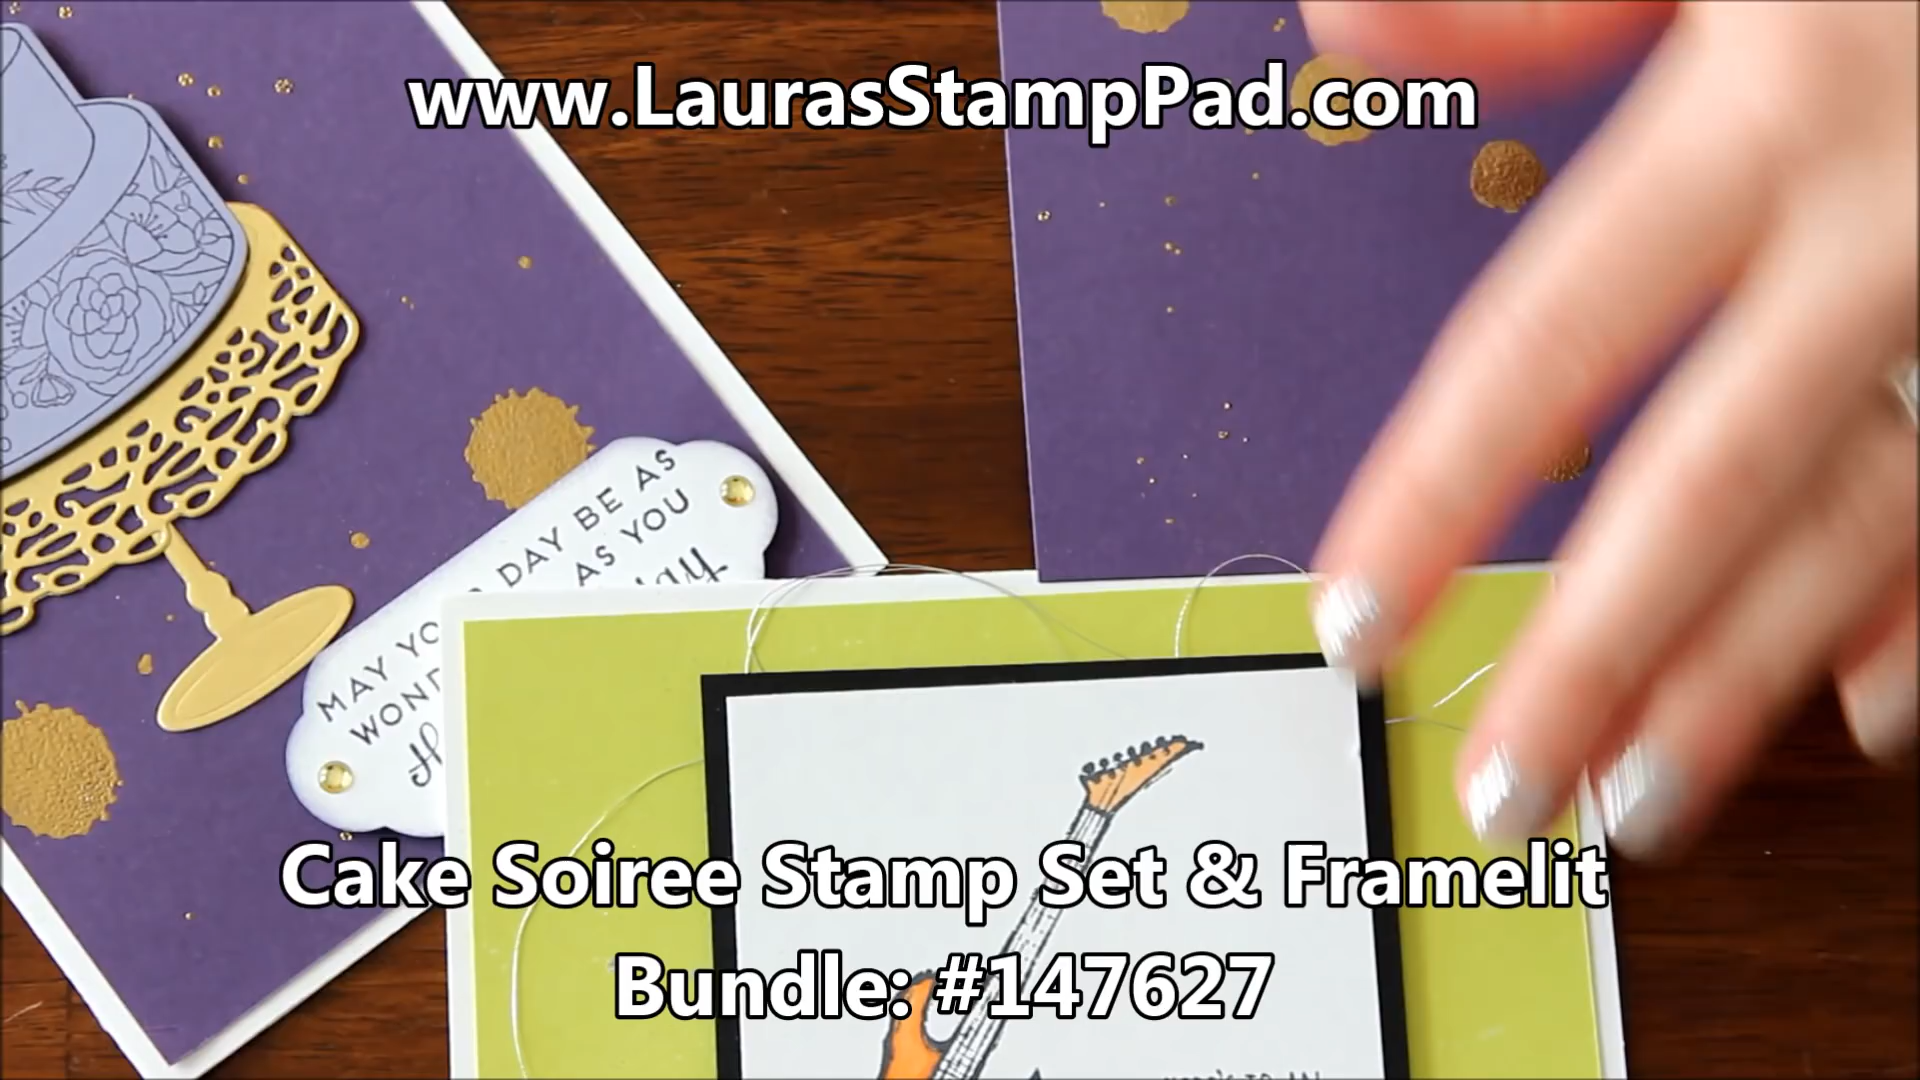 www.LaurasStampPad.com
DAY BE AS
AS YOU
MAY YO
WOND
Cake Soiree Stamp Set & Framelit
Bundle: #147627